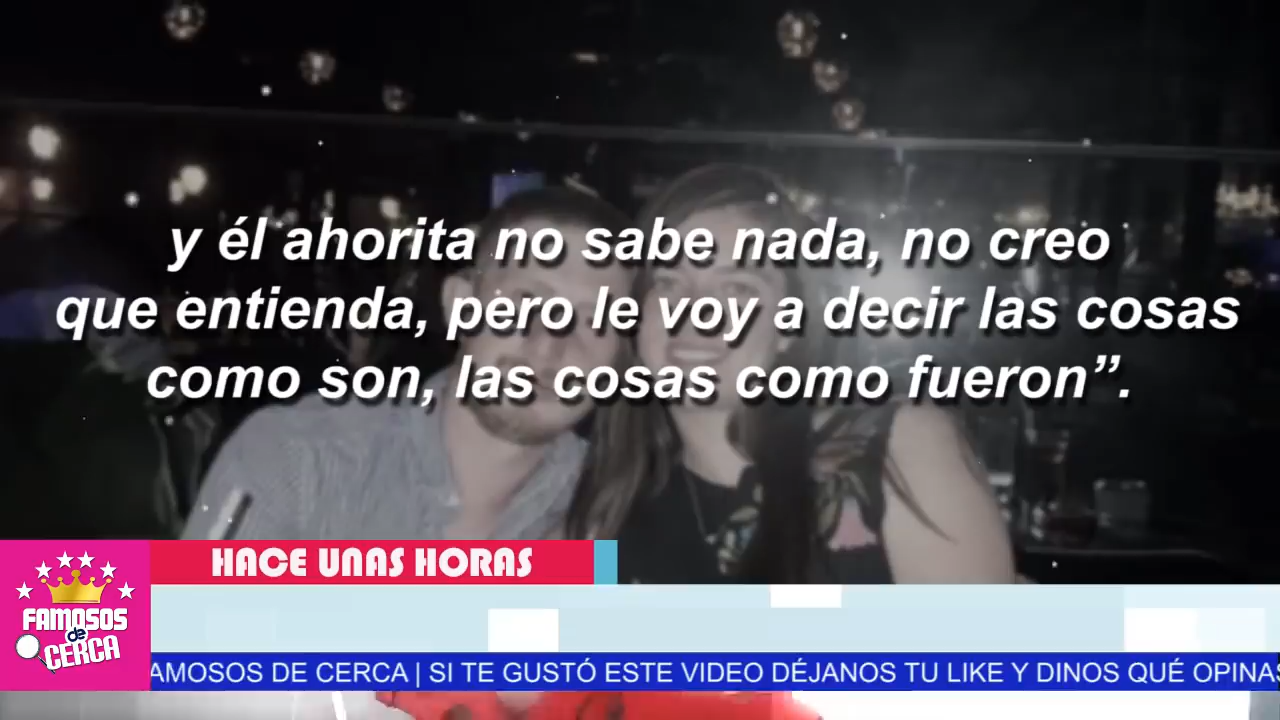 y él ahorita no sabe nada, no creo
que entienda, pero le voy a decir las cosas
como son, las cosas como fueron”.
HACE UNAS HORAS
FAMOSOS
de
CERCA
AMOSOS DE CERCA | SI TE GUSTÓ ESTE VIDEO DÉJANOS TU LIKE Y DINOS QUÉ OPINAS